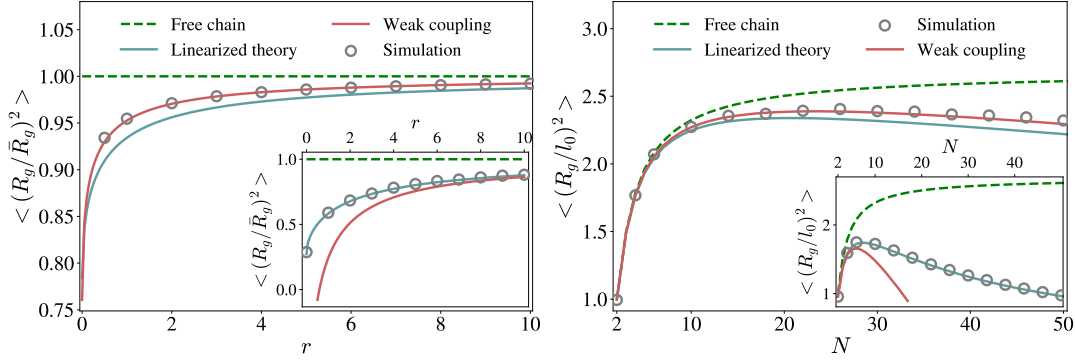 Free chain
Linearized theory
Weak coupling
Simulation
1.05
1.00
0.95
0.90
0.85
0.80
0.75
< (R_g/R̄_g)^2 >
0 2 4 6 8 10
r
r
0 2 4 6 8 10
1.0
0.5
0.0
< (R_g/R̄_g)^2 >
Free chain
Linearized theory
Simulation
Weak coupling
3.0
2.5
2.0
1.5
1.0
< (R_g/l_0)^2 >
2 10 20 30 40 50
N
N
2 10 20 30 40
2
1
< (R_g/l_0)^2 >